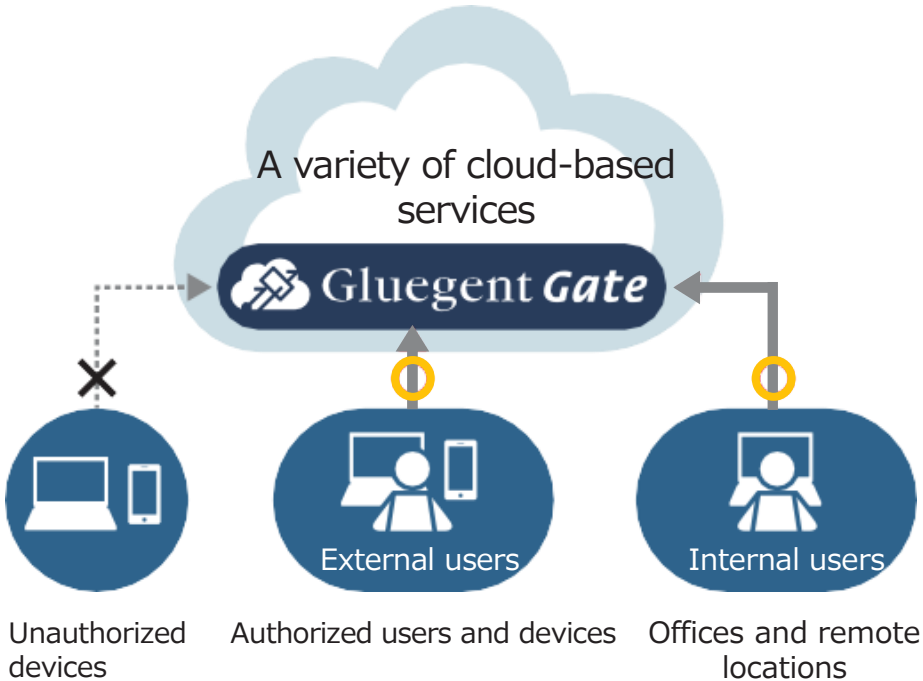 A variety of cloud-based
services
Gluegent Gate
External users
Internal users
Unauthorized
devices
Authorized users and devices
Offices and remote
locations